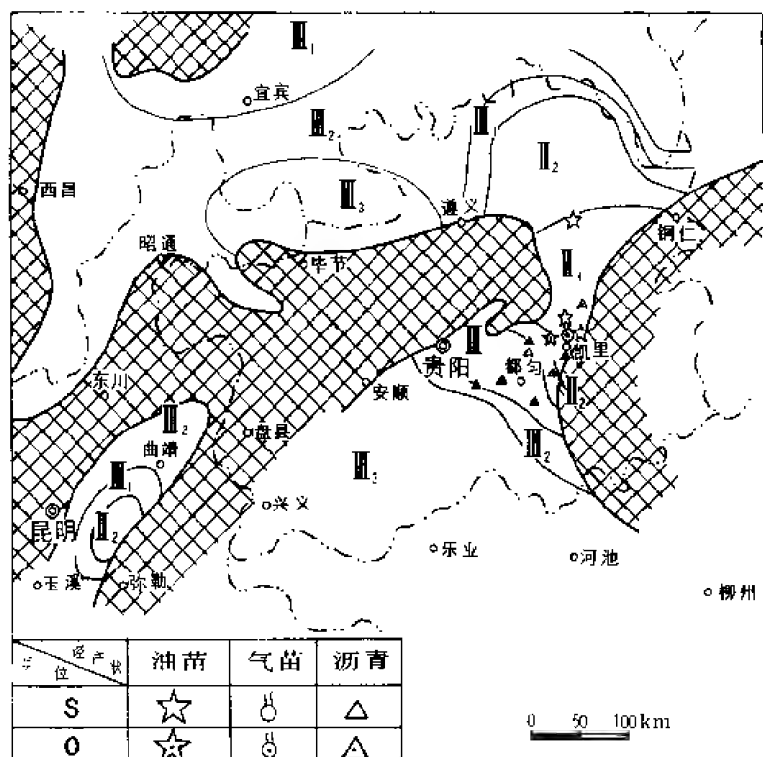 Ⅲ₁
宜宾
Ⅲ₂
Ⅲ
Ⅱ₂
西昌
Ⅲ₃
遵义
铜仁
昭通
毕节
Ⅱ₁
贵阳
Ⅲ
凯里
都匀
东川
安顺
Ⅱ₂
Ⅲ₂
曲靖
盘县
Ⅲ₂
Ⅲ₁
Ⅲ₃
昆明
Ⅱ₂
兴义
乐业
河池
玉溪
弥勒
柳州
油苗 气苗 沥青
S
O
0 50 100km